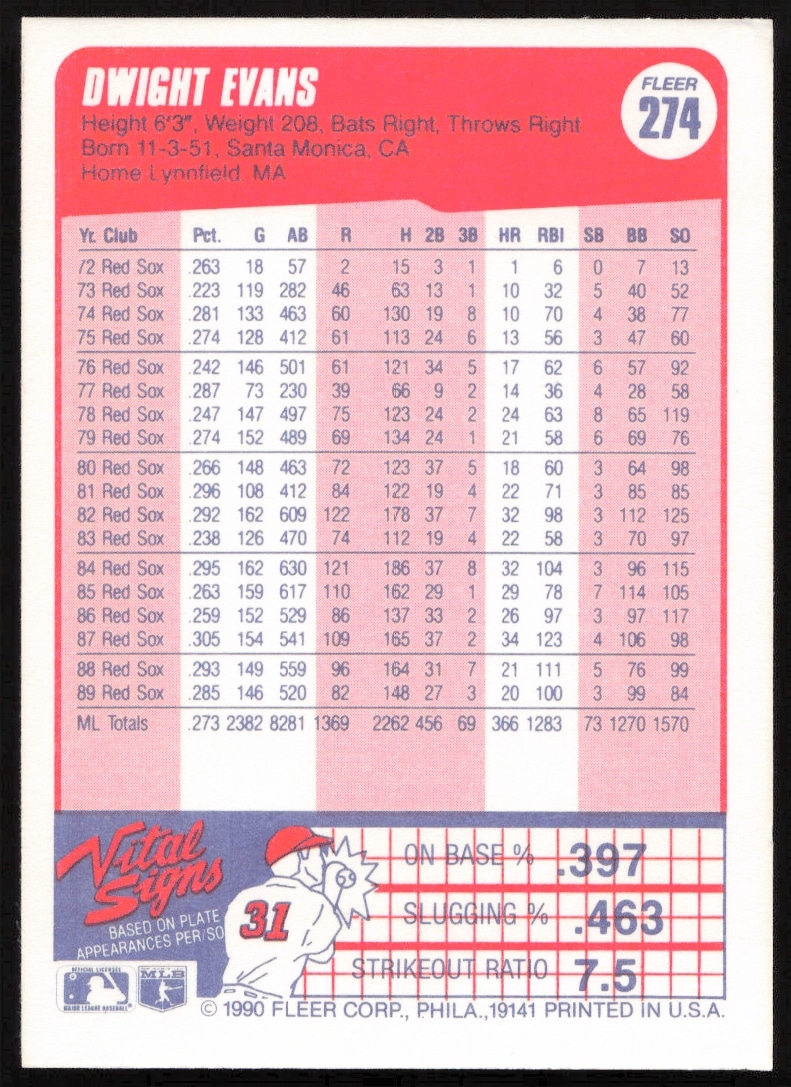 DWIGHT EVANS
Height 6'3", Weight 208, Bats Right, Throws Right
Born 11-3-51, Santa Monica, CA
Home Lynnfield, MA
FLEER
274
Yr. Club Pct. G AB R H 2B 3B HR RBI SB BB SO
72 Red Sox .263 18 57 2 15 3 1 1 6 0 7 13
73 Red Sox .223 119 282 46 63 13 1 10 32 5 40 52
74 Red Sox .281 133 463 60 130 19 8 10 70 4 38 77
75 Red Sox .274 128 412 61 113 24 6 13 56 3 47 60
76 Red Sox .242 146 501 61 121 34 5 17 62 6 57 92
77 Red Sox .287 73 230 39 66 9 2 14 36 4 28 58
78 Red Sox .247 147 497 75 123 24 2 24 63 8 65 119
79 Red Sox .274 152 489 69 134 24 1 21 58 6 69 76
80 Red Sox .266 148 463 72 123 37 5 18 60 3 64 98
81 Red Sox .296 108 412 84 122 19 4 22 71 3 85 85
82 Red Sox .292 162 609 122 178 37 7 32 98 3 112 125
83 Red Sox .238 126 470 74 112 19 4 22 58 3 70 97
84 Red Sox .295 162 630 121 186 37 8 32 104 3 96 115
85 Red Sox .263 159 617 110 162 29 1 29 78 7 114 105
86 Red Sox .259 152 529 86 137 33 2 26 97 3 97 117
87 Red Sox .305 154 541 109 165 37 2 34 123 4 106 98
88 Red Sox .293 149 559 96 164 31 7 21 111 5 76 99
89 Red Sox .285 146 520 82 148 27 3 20 100 3 99 84
ML Totals .273 2382 8281 1369 2262 456 69 366 1283 73 1270 1570
Vital
Signs
BASED ON PLATE
APPEARANCES PER/SO
31
ON BASE % .397
SLUGGING % .463
STRIKEOUT RATIO 7.5
OFFICIAL LICENSEE
MAJOR LEAGUE BASEBALL
MLB
© 1990 FLEER CORP., PHILA.,19141 PRINTED IN U.S.A.